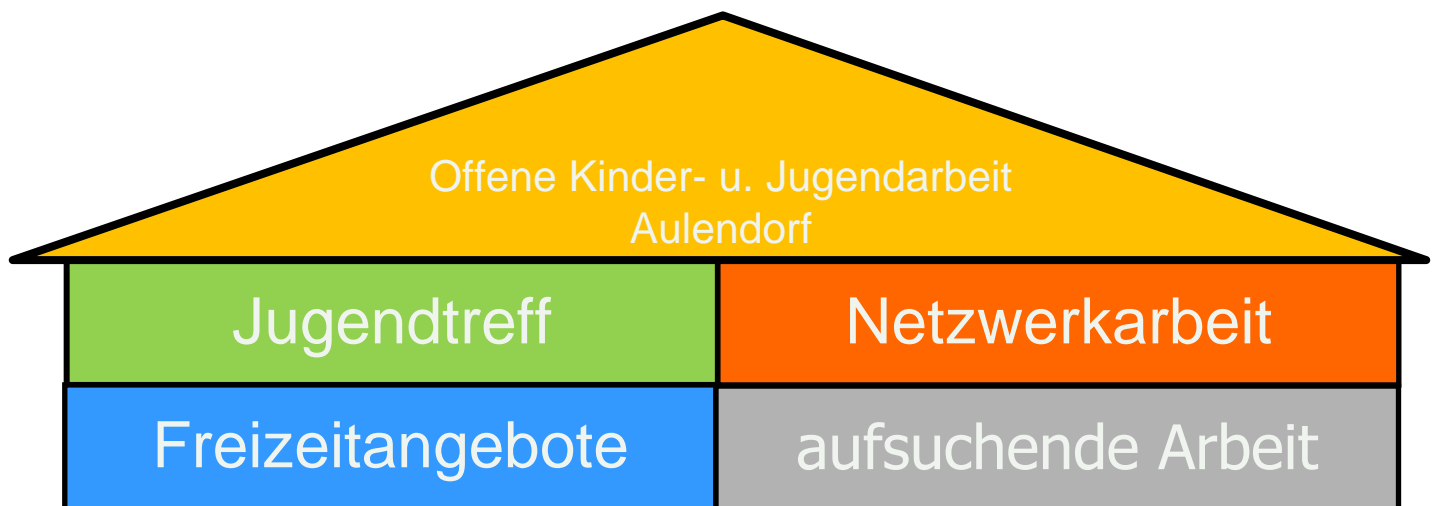 Offene Kinder- u. Jugendarbeit
Aulendorf
Jugendtreff
Netzwerkarbeit
Freizeitangebote
aufsuchende Arbeit